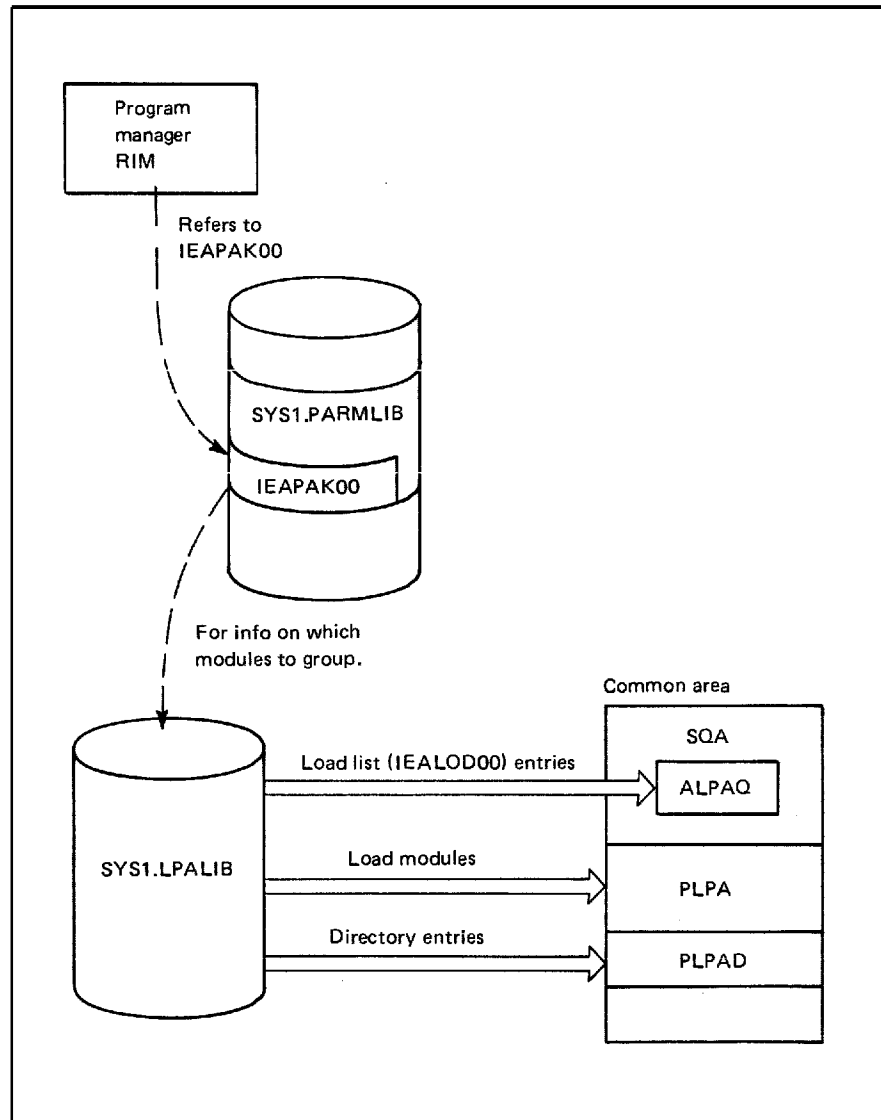 Program
manager
RIM
Refers to
IEAPAK00
SYS1.PARMLIB
IEAPAK00
For info on which
modules to group.
Common area
SQA
Load list (IEALOD00) entries
ALPAQ
SYS1.LPALIB
Load modules
PLPA
Directory entries
PLPAD